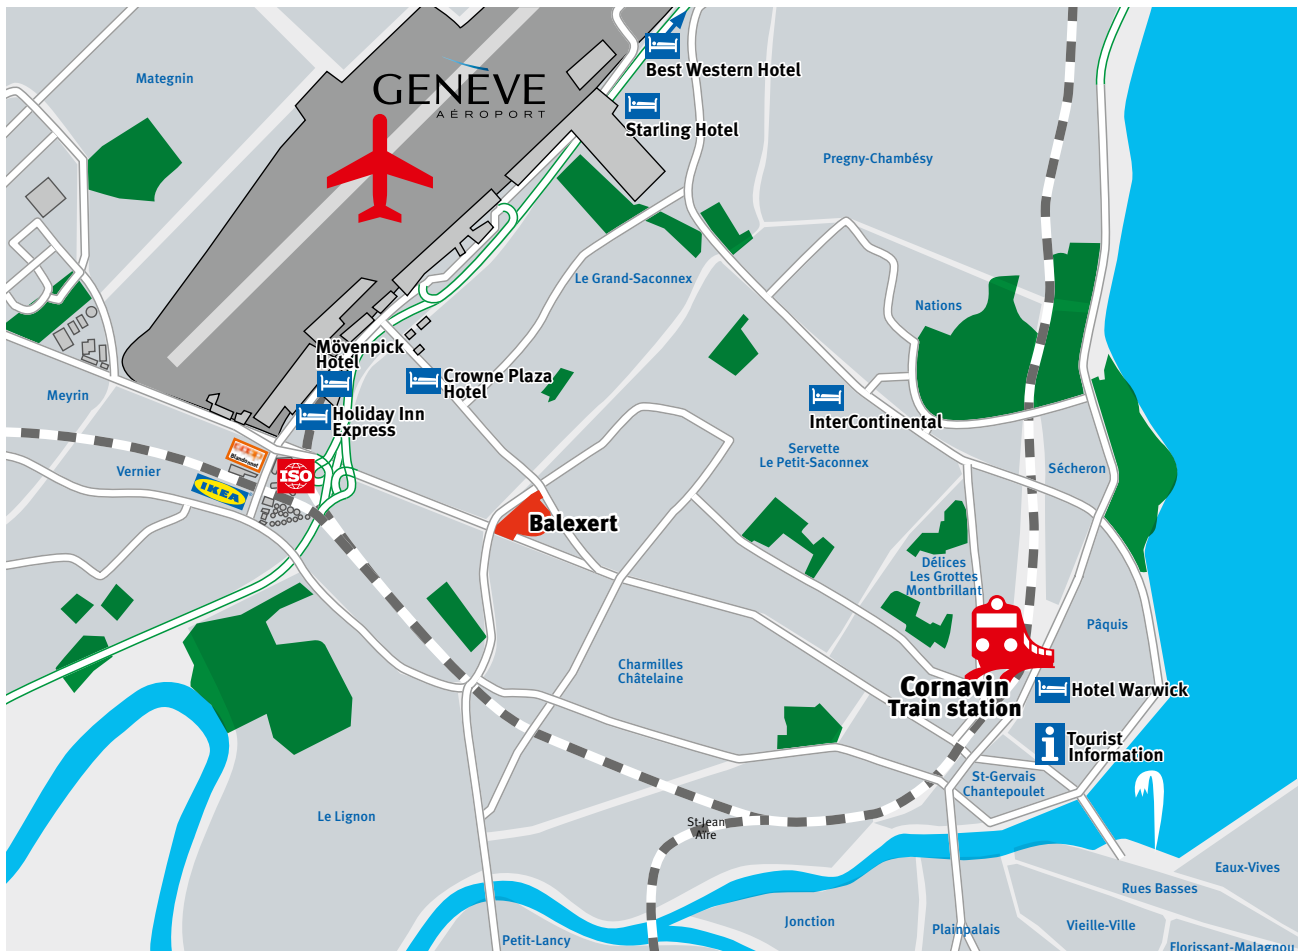 GENÈVE
AÉROPORT
Best Western Hotel
Mategnin
Starling Hotel
Pregny-Chambésy
Le Grand-Saconnex
Nations
Mövenpick
Hotel
Crowne Plaza
Hotel
Meyrin
Holiday Inn
Express
InterContinental
Servette
Le Petit-Saconnex
coop
Blandonnet
Vernier
ISO
IKEA
Sécheron
Balexert
Délices
Les Grottes
Montbrillant
Pâquis
Charmilles
Châtelaine
Cornavin
Train station
Hotel Warwick
Tourist
Information
i
St-Gervais
Chantepoulet
Le Lignon
St-Jean
Aïre
Eaux-Vives
Rues Basses
Jonction
Plainpalais
Vieille-Ville
Petit-Lancy
Florissant-Malagnou